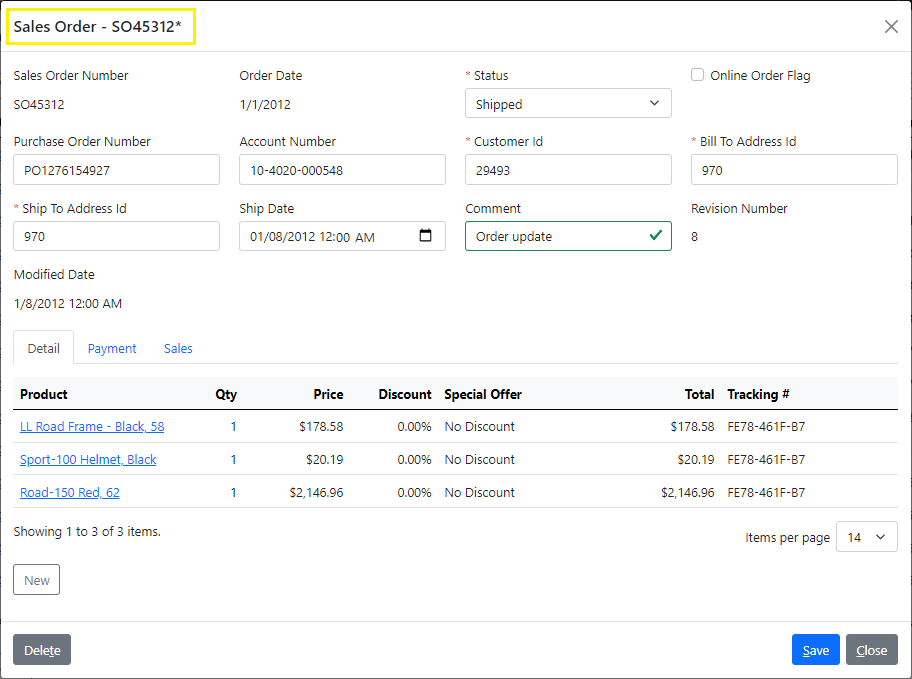 Sales Order - SO45312*
Sales Order Number Order Date * Status Online Order Flag
SO45312 1/1/2012 Shipped
Purchase Order Number Account Number * Customer Id * Bill To Address Id
PO1276154927 10-4020-000548 29493 970
* Ship To Address Id Ship Date Comment Revision Number
970 01/08/2012 12:00 AM Order update 8
Modified Date
1/8/2012 12:00 AM
Detail Payment Sales
Product Qty Price Discount Special Offer Total Tracking #
LL Road Frame - Black, 58 1 $178.58 0.00% No Discount $178.58 FE78-461F-B7
Sport-100 Helmet, Black 1 $20.19 0.00% No Discount $20.19 FE78-461F-B7
Road-150 Red, 62 1 $2,146.96 0.00% No Discount $2,146.96 FE78-461F-B7
Showing 1 to 3 of 3 items.
Items per page 14
New
Delete Save Close